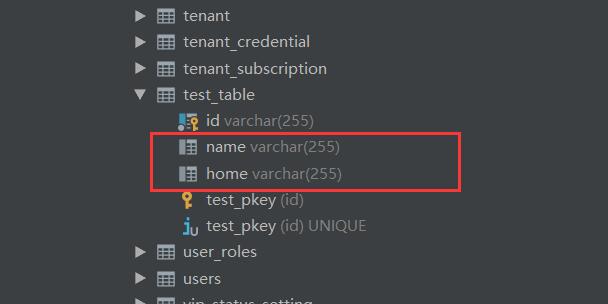 tenant
tenant_credential
tenant_subscription
test_table
id varchar(255)
name varchar(255)
home varchar(255)
test_pkey (id)
test_pkey (id) UNIQUE
user_roles
users
vip_status_setting